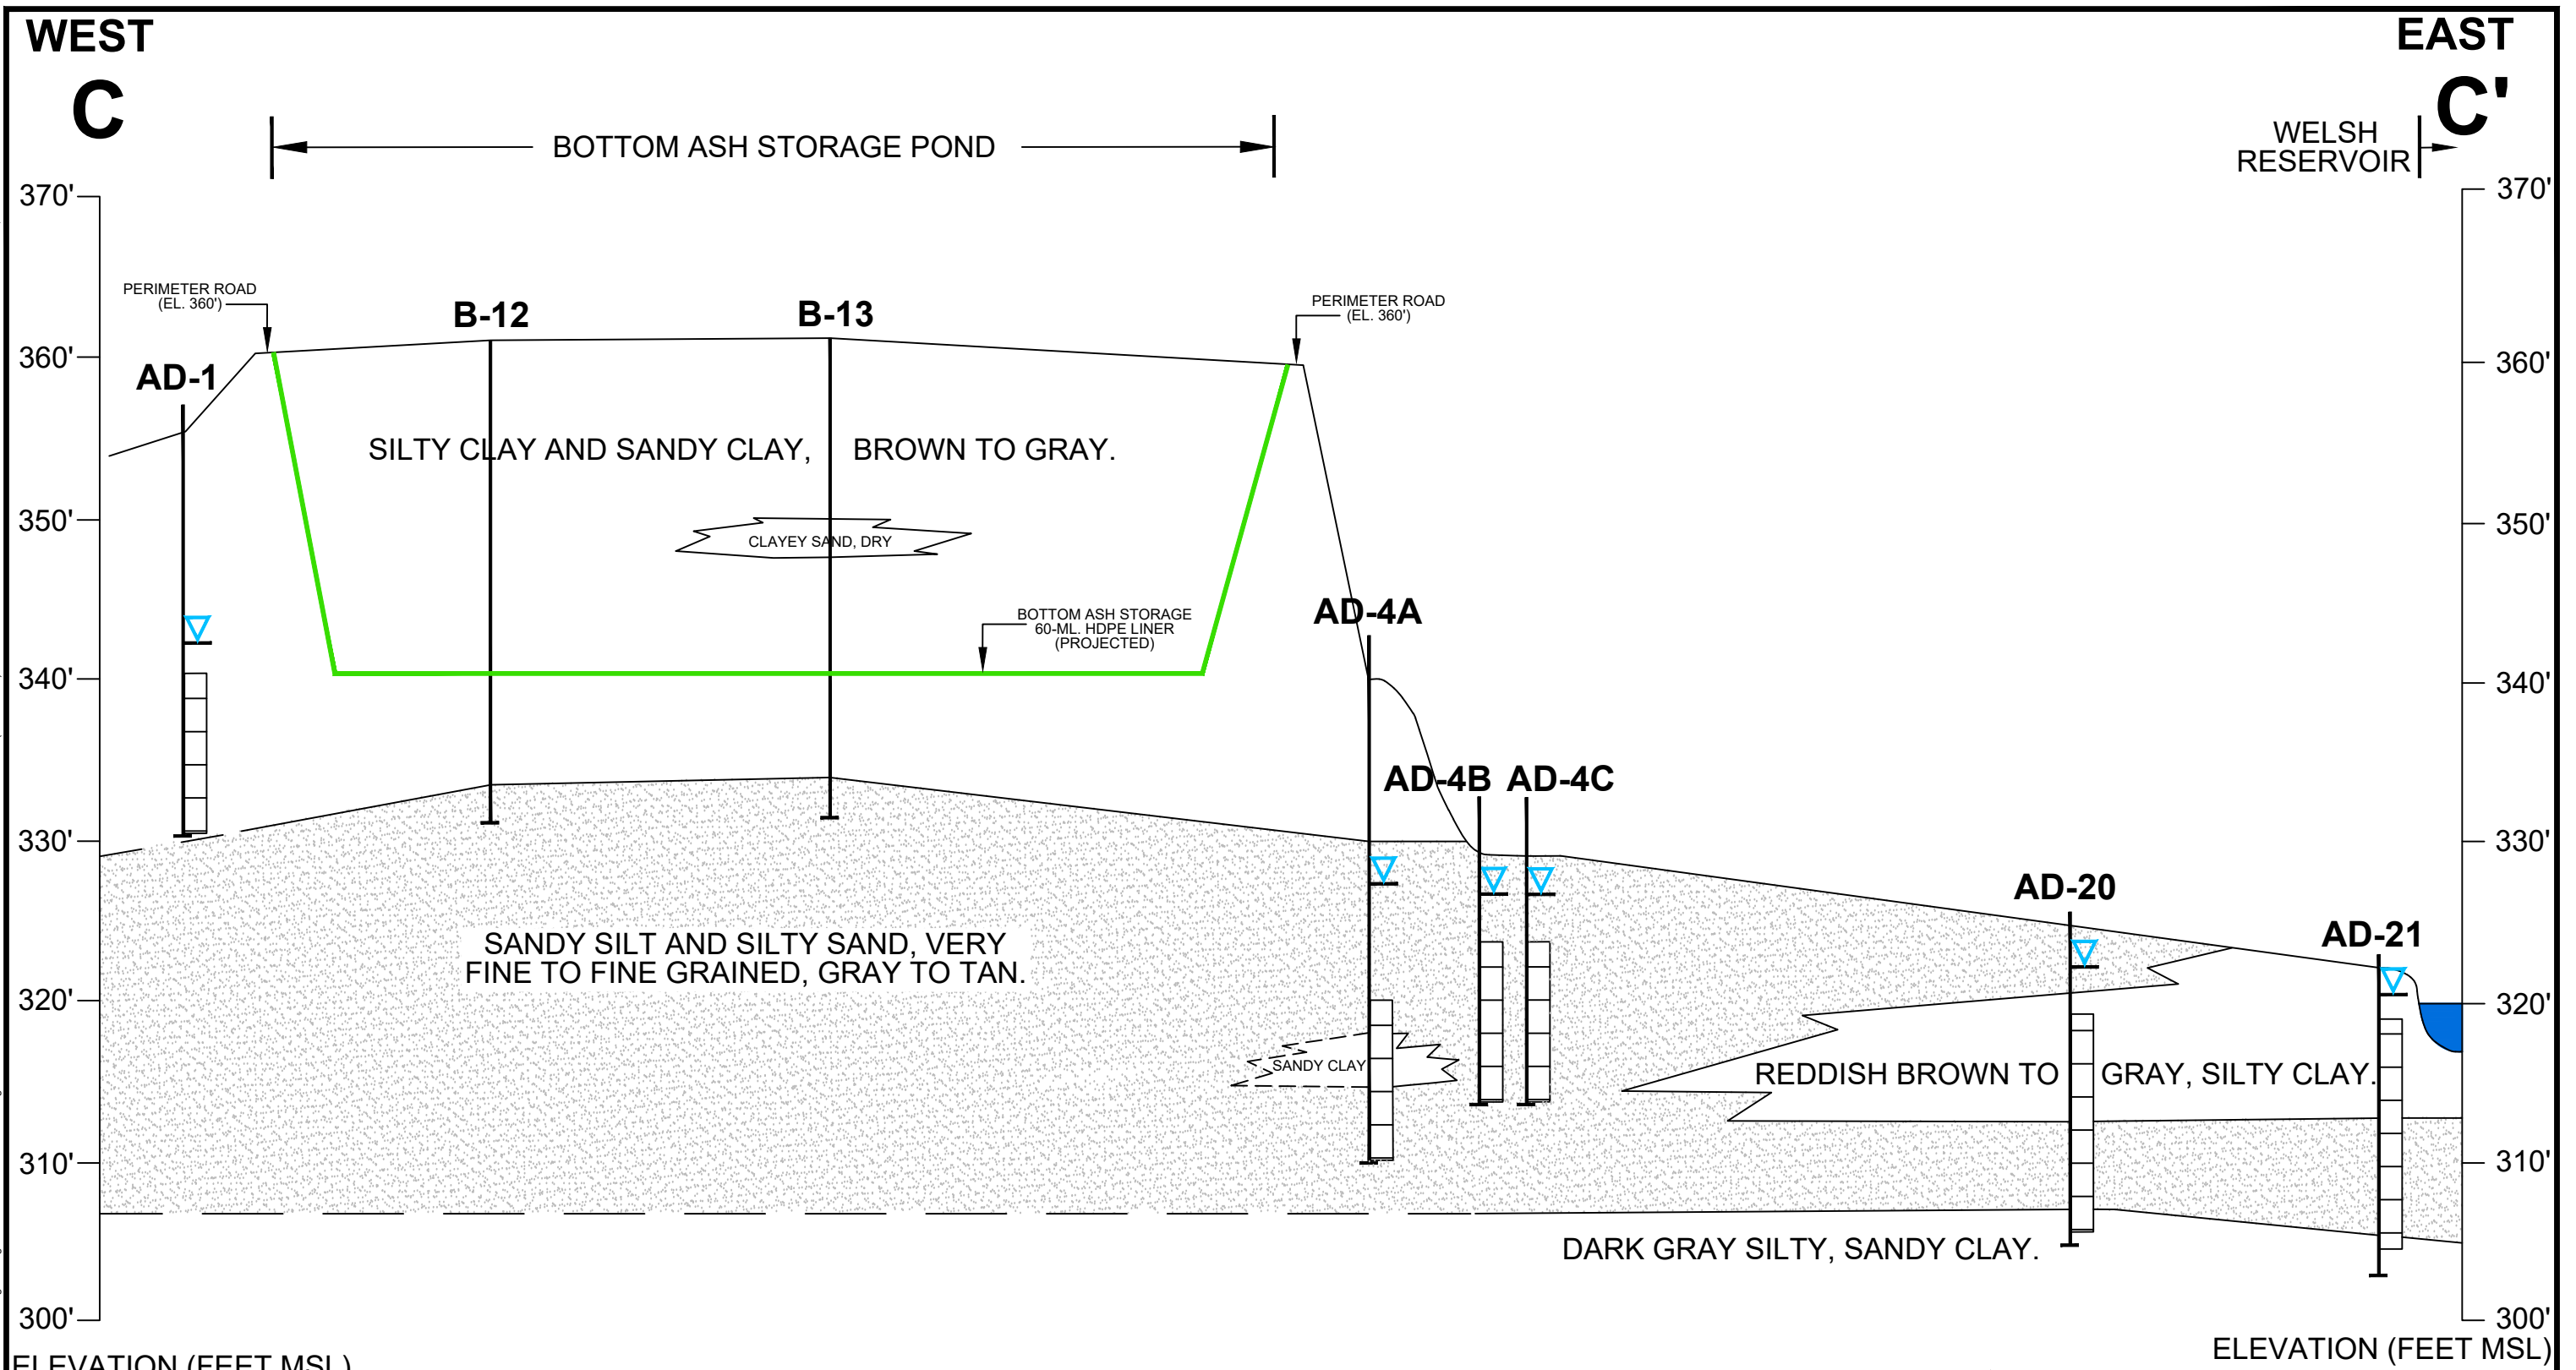 WEST
EAST
C
C'
BOTTOM ASH STORAGE POND
WELSH
RESERVOIR
370'
370'
PERIMETER ROAD
(EL. 360')
B-12
B-13
PERIMETER ROAD
(EL. 360')
360'
360'
AD-1
SILTY CLAY AND SANDY CLAY, BROWN TO GRAY.
350'
350'
CLAYEY SAND, DRY
BOTTOM ASH STORAGE
60-ML. HDPE LINER
(PROJECTED)
AD-4A
340'
340'
AD-4B
AD-4C
330'
330'
AD-20
AD-21
SANDY SILT AND SILTY SAND, VERY
FINE TO FINE GRAINED, GRAY TO TAN.
320'
320'
SANDY CLAY
REDDISH BROWN TO GRAY, SILTY CLAY.
310'
310'
DARK GRAY SILTY, SANDY CLAY.
300'
300'
ELEVATION (FEET MSL)
ELEVATION (FEET MSL)